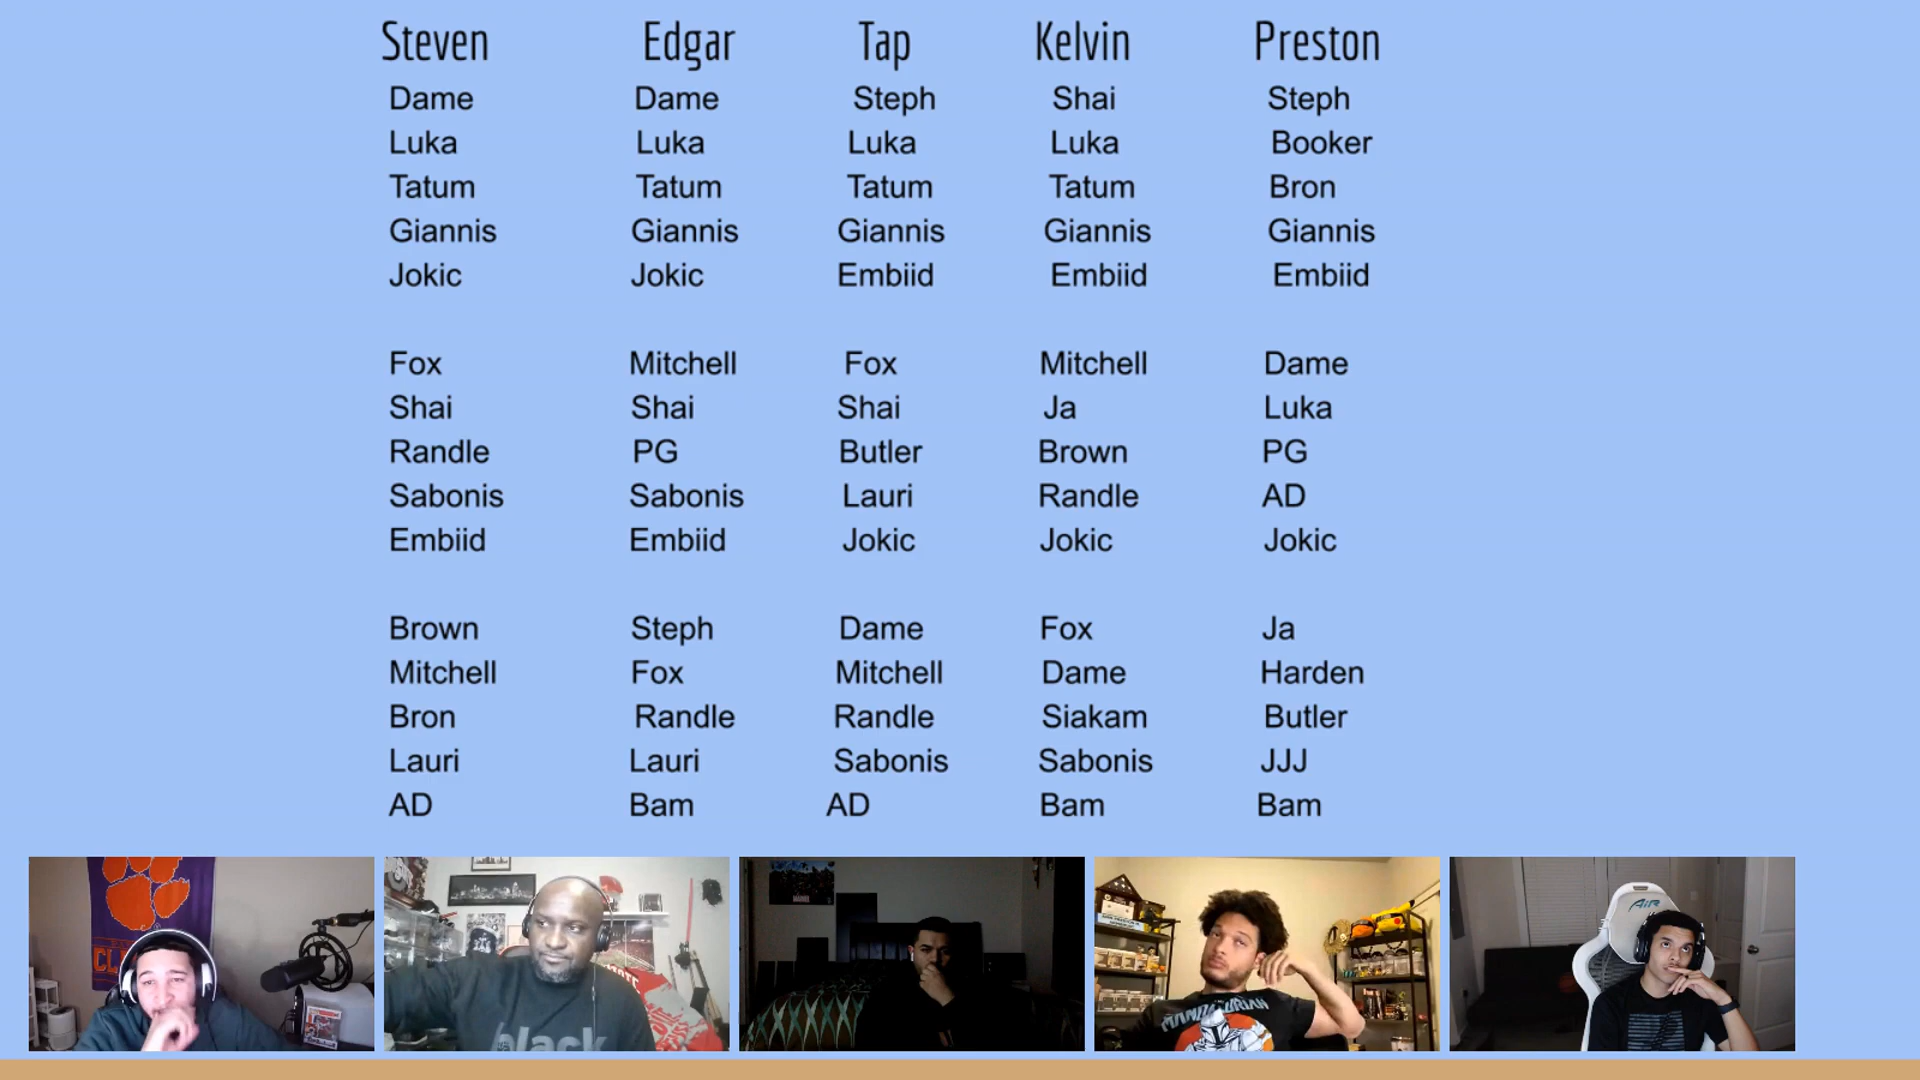 Steven Edgar Tap Kelvin Preston
Dame Dame Steph Shai Steph
Luka Luka Luka Luka Booker
Tatum Tatum Tatum Tatum Bron
Giannis Giannis Giannis Giannis Giannis
Jokic Jokic Embiid Embiid Embiid
Fox Mitchell Fox Mitchell Dame
Shai Shai Shai Ja Luka
Randle PG Butler Brown PG
Sabonis Sabonis Lauri Randle AD
Embiid Embiid Jokic Jokic Jokic
Brown Steph Dame Fox Ja
Mitchell Fox Mitchell Dame Harden
Bron Randle Randle Siakam Butler
Lauri Lauri Sabonis Sabonis JJJ
AD Bam AD Bam Bam
CL
black
MANDALORIAN
AiR